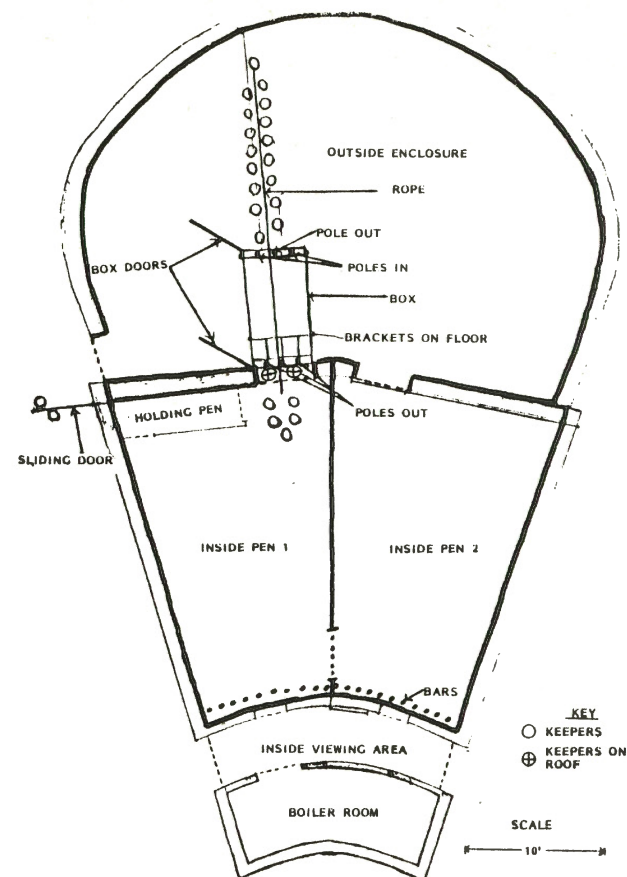 OUTSIDE ENCLOSURE
ROPE
POLE OUT
BOX DOORS
POLES IN
BOX
BRACKETS ON FLOOR
HOLDING PEN
POLES OUT
SLIDING DOOR
INSIDE PEN 1
INSIDE PEN 2
BARS
KEY
KEEPERS
KEEPERS ON
ROOF
INSIDE VIEWING AREA
BOILER ROOM
SCALE
10'